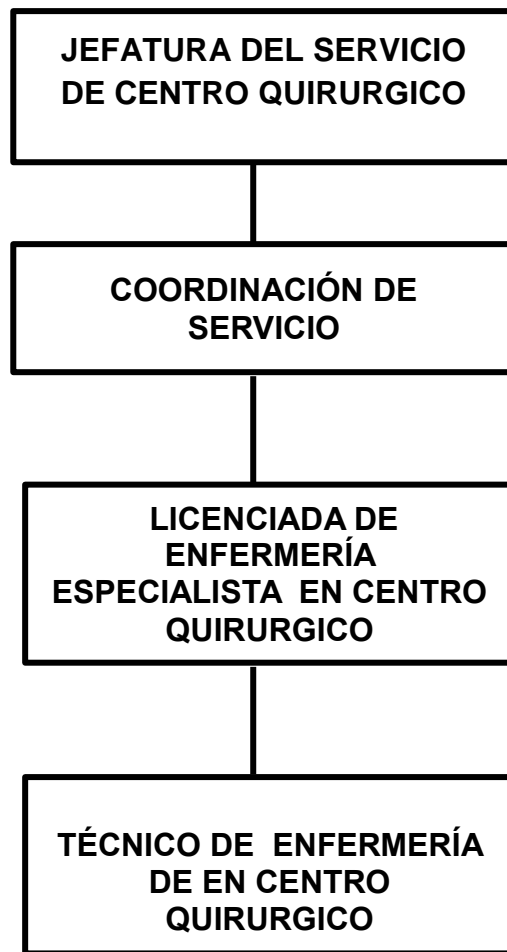 JEFATURA DEL SERVICIO
DE CENTRO QUIRURGICO
COORDINACIÓN DE
SERVICIO
LICENCIADA DE
ENFERMERÍA
ESPECIALISTA EN CENTRO
QUIRURGICO
TÉCNICO DE ENFERMERÍA
DE EN CENTRO
QUIRURGICO